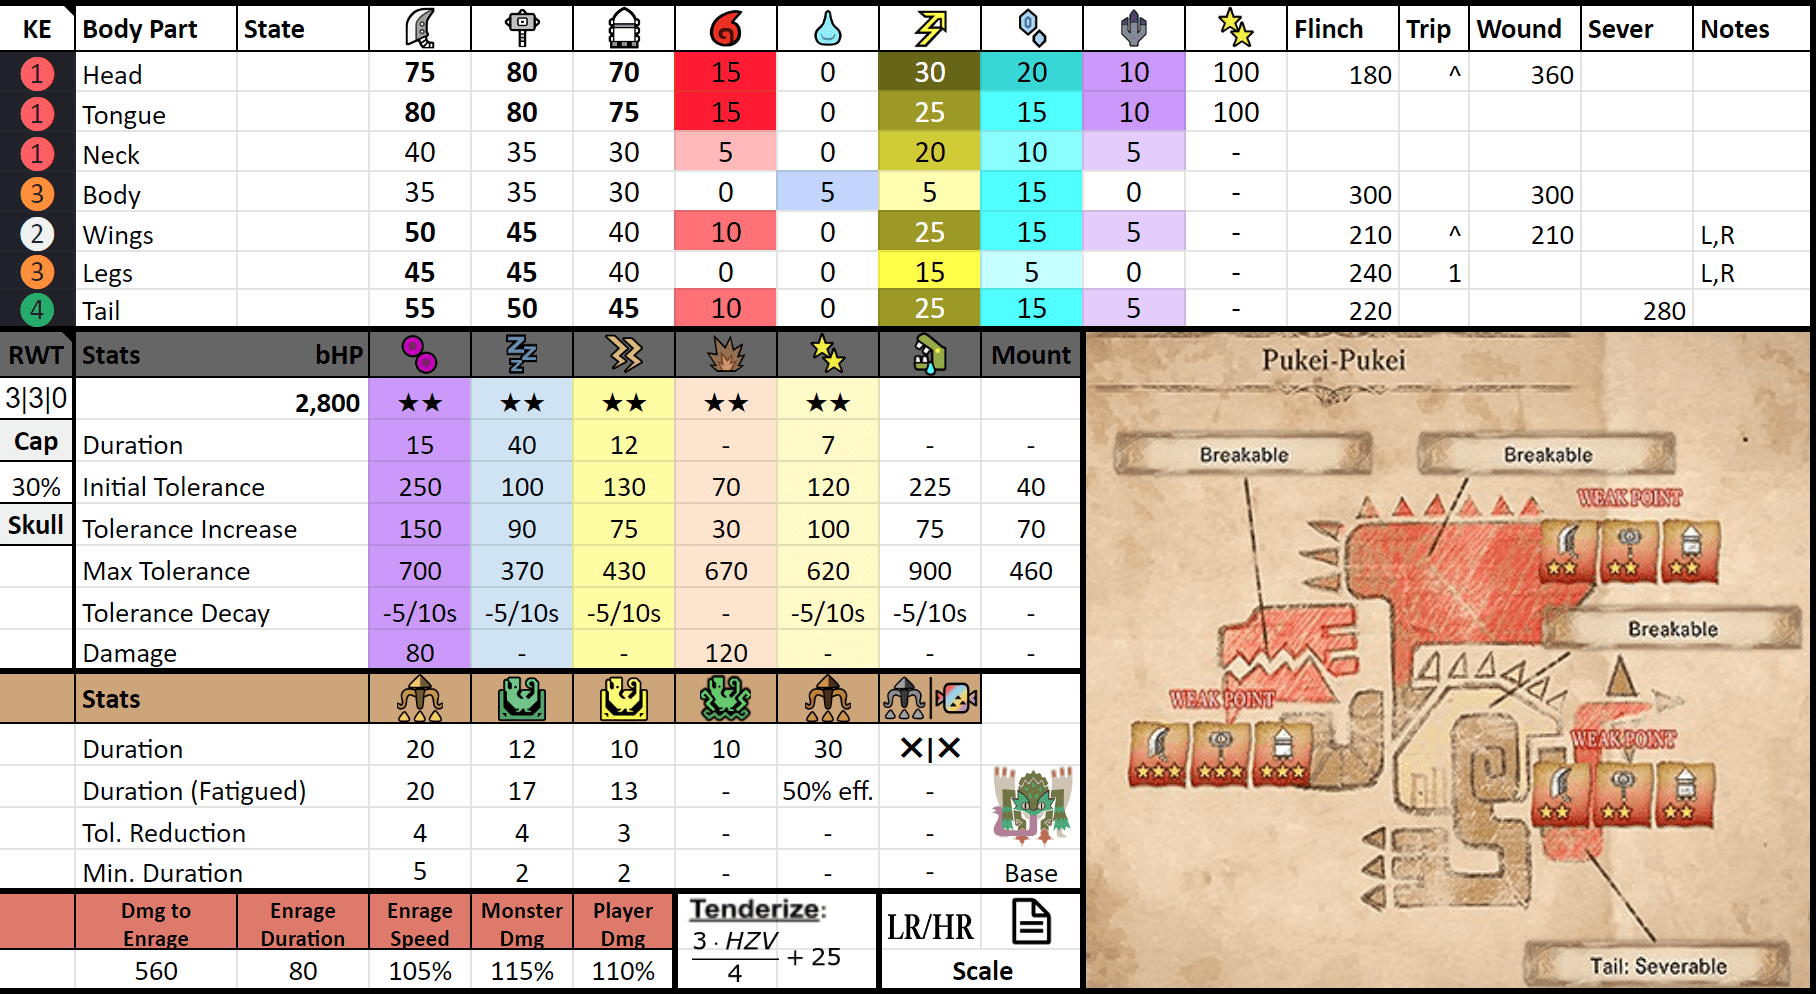 KE Body Part State Flinch Trip Wound Sever Notes
1 Head 75 80 70 15 0 30 20 10 100 180 ^ 360
1 Tongue 80 80 75 15 0 25 15 10 100
1 Neck 40 35 30 5 0 20 10 5 -
3 Body 35 35 30 0 5 5 15 0 - 300 300
2 Wings 50 45 40 10 0 25 15 5 - 210 ^ 210 L,R
3 Legs 45 45 40 0 0 15 5 0 - 240 1 L,R
4 Tail 55 50 45 10 0 25 15 5 - 220 280
RWT Stats bHP Mount
3|3|0 2,800 ★★ ★★ ★★ ★★ ★★
Cap Duration 15 40 12 - 7 - -
30% Initial Tolerance 250 100 130 70 120 225 40
Skull Tolerance Increase 150 90 75 30 100 75 70
Max Tolerance 700 370 430 670 620 900 460
Tolerance Decay -5/10s -5/10s -5/10s - -5/10s -5/10s -
Damage 80 - - 120 - - -
Stats
Duration 20 12 10 10 30 ✕|✕
Duration (Fatigued) 20 17 13 - 50% eff. -
Tol. Reduction 4 4 3 - - -
Min. Duration 5 2 2 - - - Base
Dmg to Enrage Enrage Duration Enrage Speed Monster Dmg Player Dmg
560 80 105% 115% 110%
Tenderize:
3 · HZV
4
+ 25
LR/HR
Scale
Pukei-Pukei
Breakable Breakable
WEAK POINT
Breakable
WEAK POINT
WEAK POINT
Tail: Severable